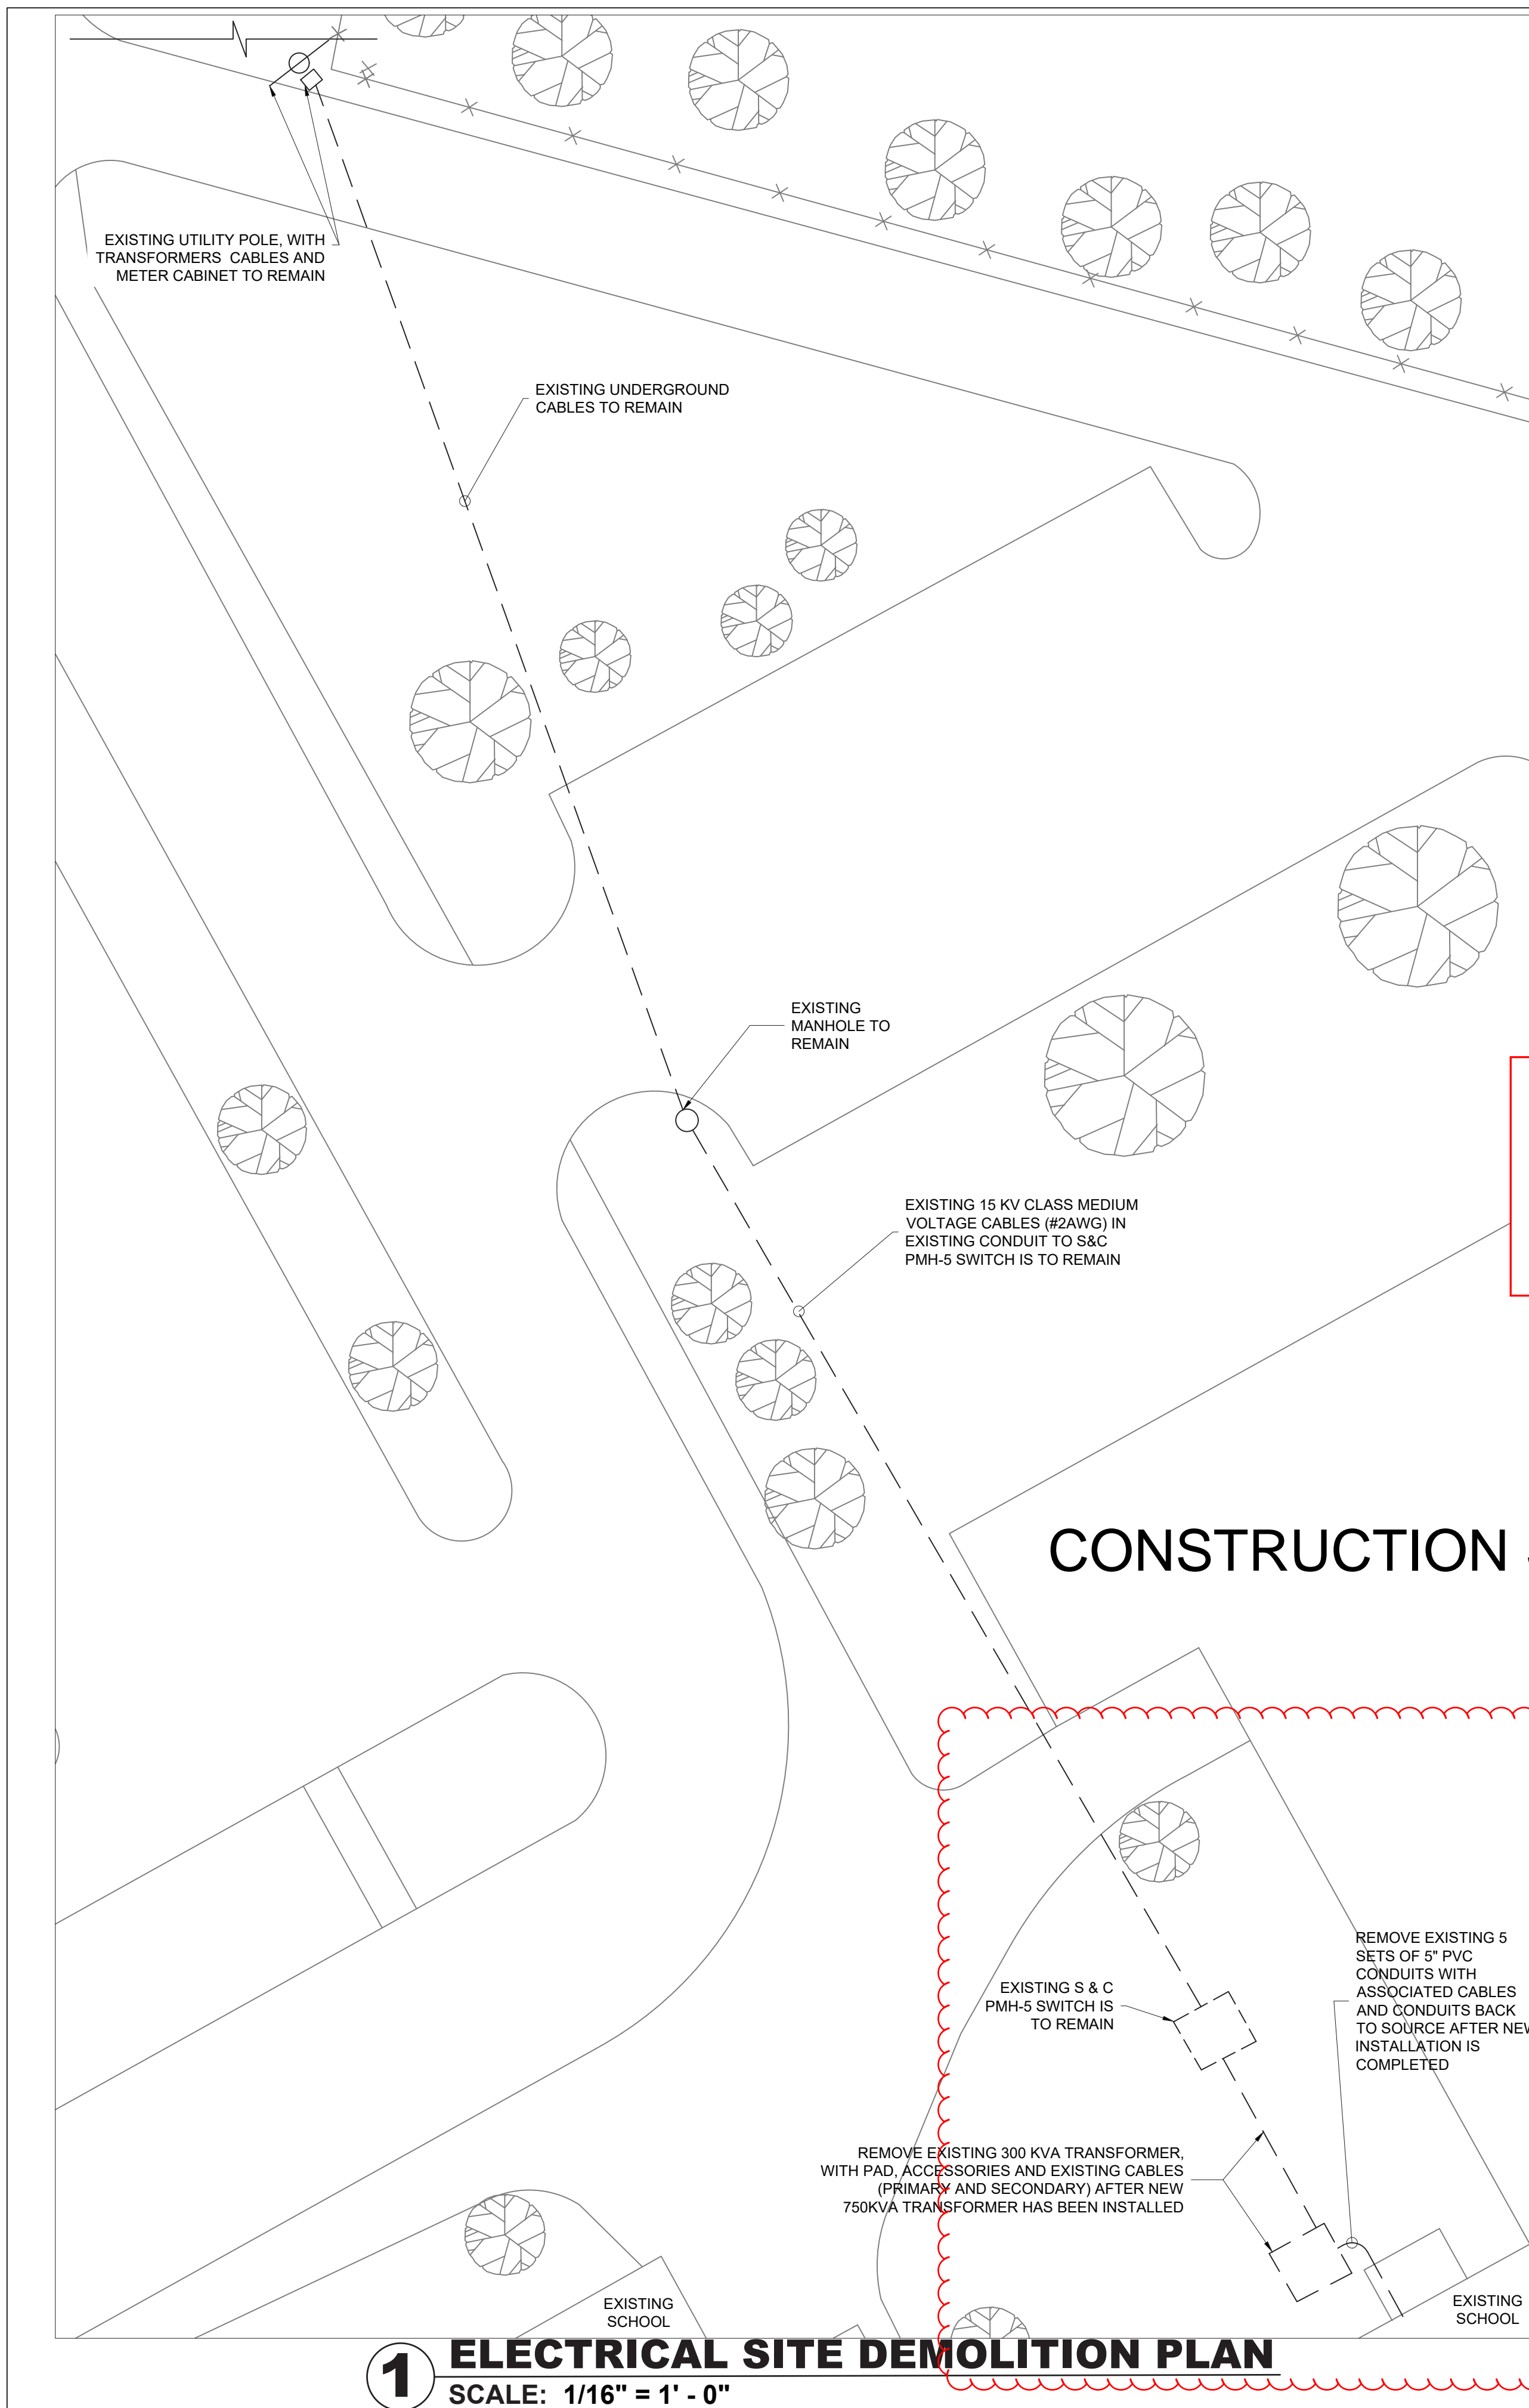 EXISTING UTILITY POLE, WITH
TRANSFORMERS CABLES AND
METER CABINET TO REMAIN
EXISTING UNDERGROUND
CABLES TO REMAIN
EXISTING
MANHOLE TO
REMAIN
EXISTING 15 KV CLASS MEDIUM
VOLTAGE CABLES (#2AWG) IN
EXISTING CONDUIT TO S&C
PMH-5 SWITCH IS TO REMAIN
CONSTRUCTION
REMOVE EXISTING 5
SETS OF 5" PVC
CONDUITS WITH
ASSOCIATED CABLES
AND CONDUITS BACK
TO SOURCE AFTER NEW
INSTALLATION IS
COMPLETED
EXISTING S & C
PMH-5 SWITCH IS
TO REMAIN
REMOVE EXISTING 300 KVA TRANSFORMER,
WITH PAD, ACCESSORIES AND EXISTING CABLES
(PRIMARY AND SECONDARY) AFTER NEW
750KVA TRANSFORMER HAS BEEN INSTALLED
EXISTING
SCHOOL
EXISTING
SCHOOL
1 ELECTRICAL SITE DEMOLITION PLAN
SCALE: 1/16" = 1' - 0"